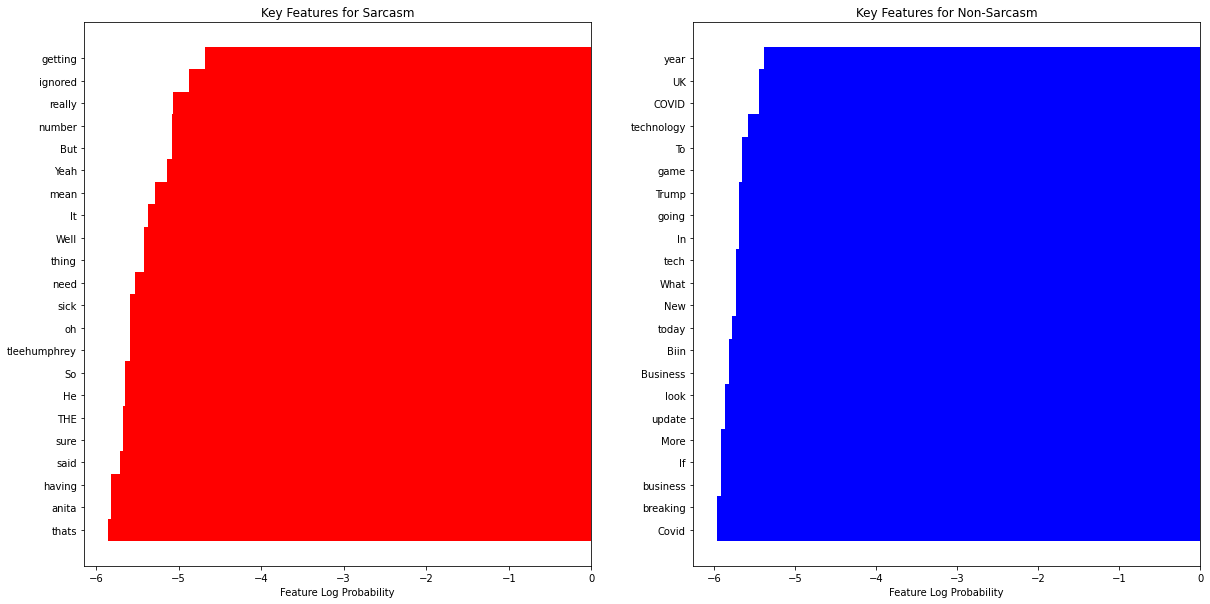 Key Features for Sarcasm
getting
ignored
really
number
But
Yeah
mean
It
Well
thing
need
sick
oh
tleehumphrey
So
He
THE
sure
said
having
anita
thats
−6 −5 −4 −3 −2 −1 0
Feature Log Probability
Key Features for Non-Sarcasm
year
UK
COVID
technology
To
game
Trump
going
In
tech
What
New
today
Biin
Business
look
update
More
If
business
breaking
Covid
−6 −5 −4 −3 −2 −1 0
Feature Log Probability